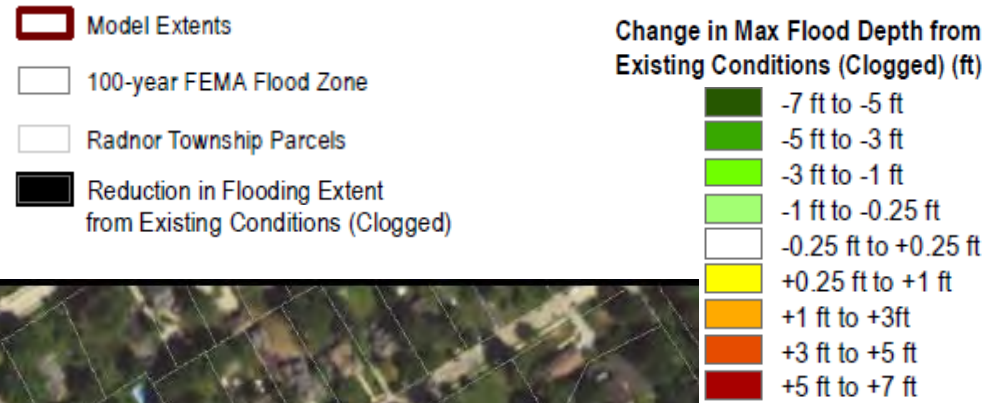 Model Extents
100-year FEMA Flood Zone
Radnor Township Parcels
Reduction in Flooding Extent
from Existing Conditions (Clogged)
Change in Max Flood Depth from
Existing Conditions (Clogged) (ft)
-7 ft to -5 ft
-5 ft to -3 ft
-3 ft to -1 ft
-1 ft to -0.25 ft
-0.25 ft to +0.25 ft
+0.25 ft to +1 ft
+1 ft to +3ft
+3 ft to +5 ft
+5 ft to +7 ft